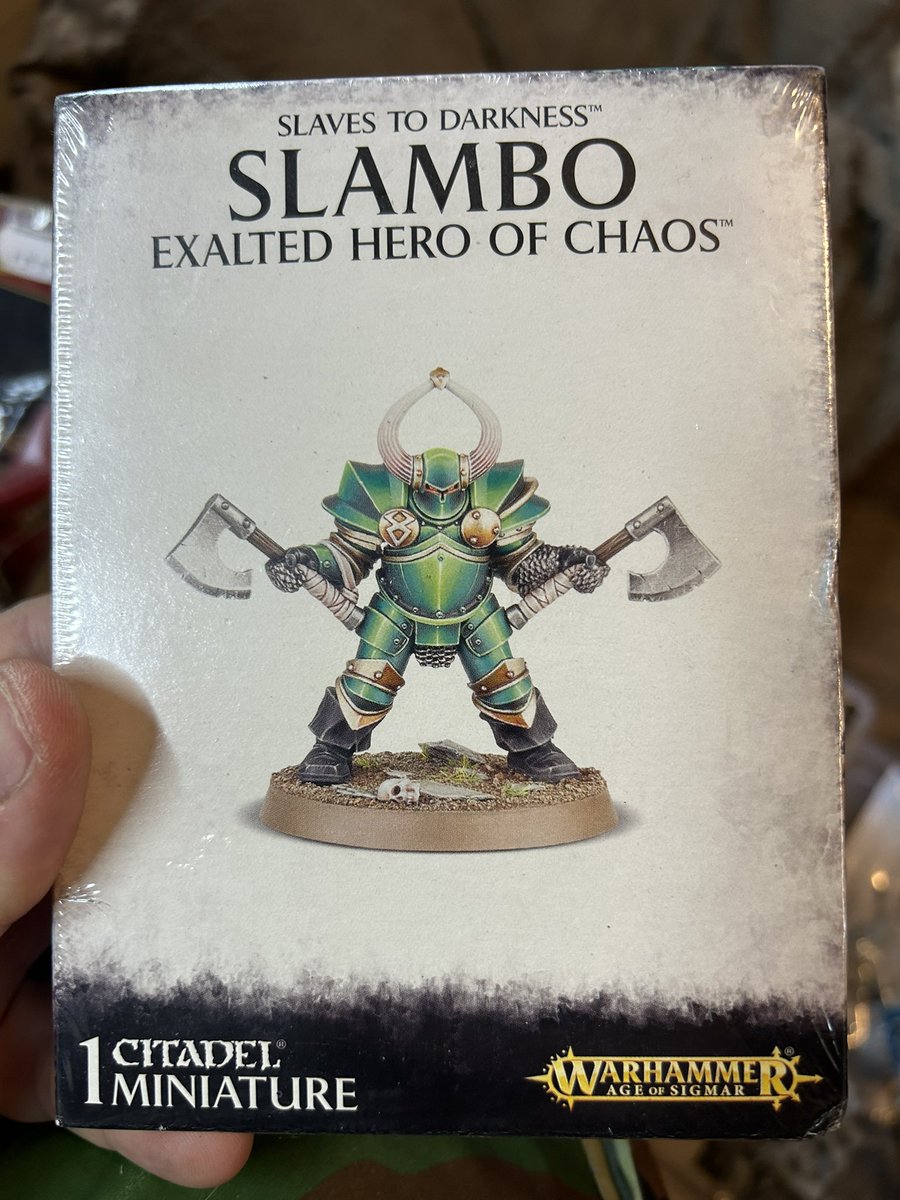 SLAVES TO DARKNESS™
SLAMBO
EXALTED HERO OF CHAOS™
1 CITADEL®
MINIATURE
WARHAMMER®
AGE OF SIGMAR